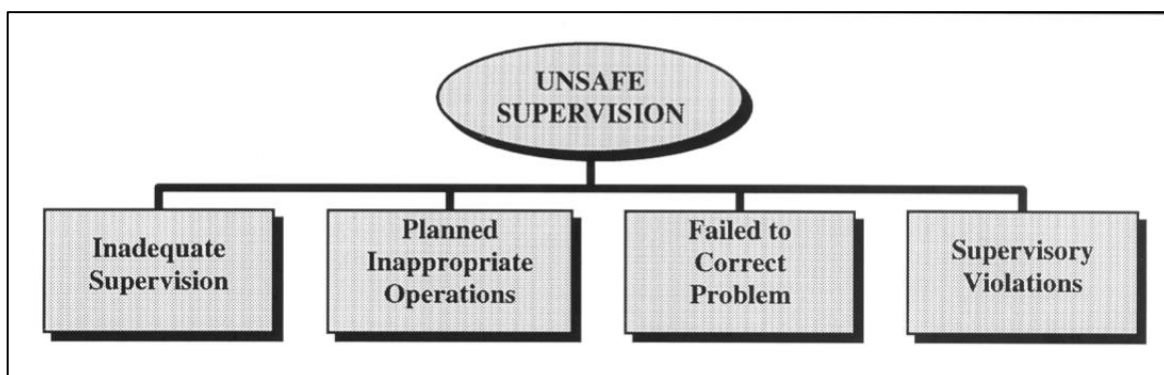 UNSAFE
SUPERVISION
Inadequate
Supervision
Planned
Inappropriate
Operations
Failed to
Correct
Problem
Supervisory
Violations